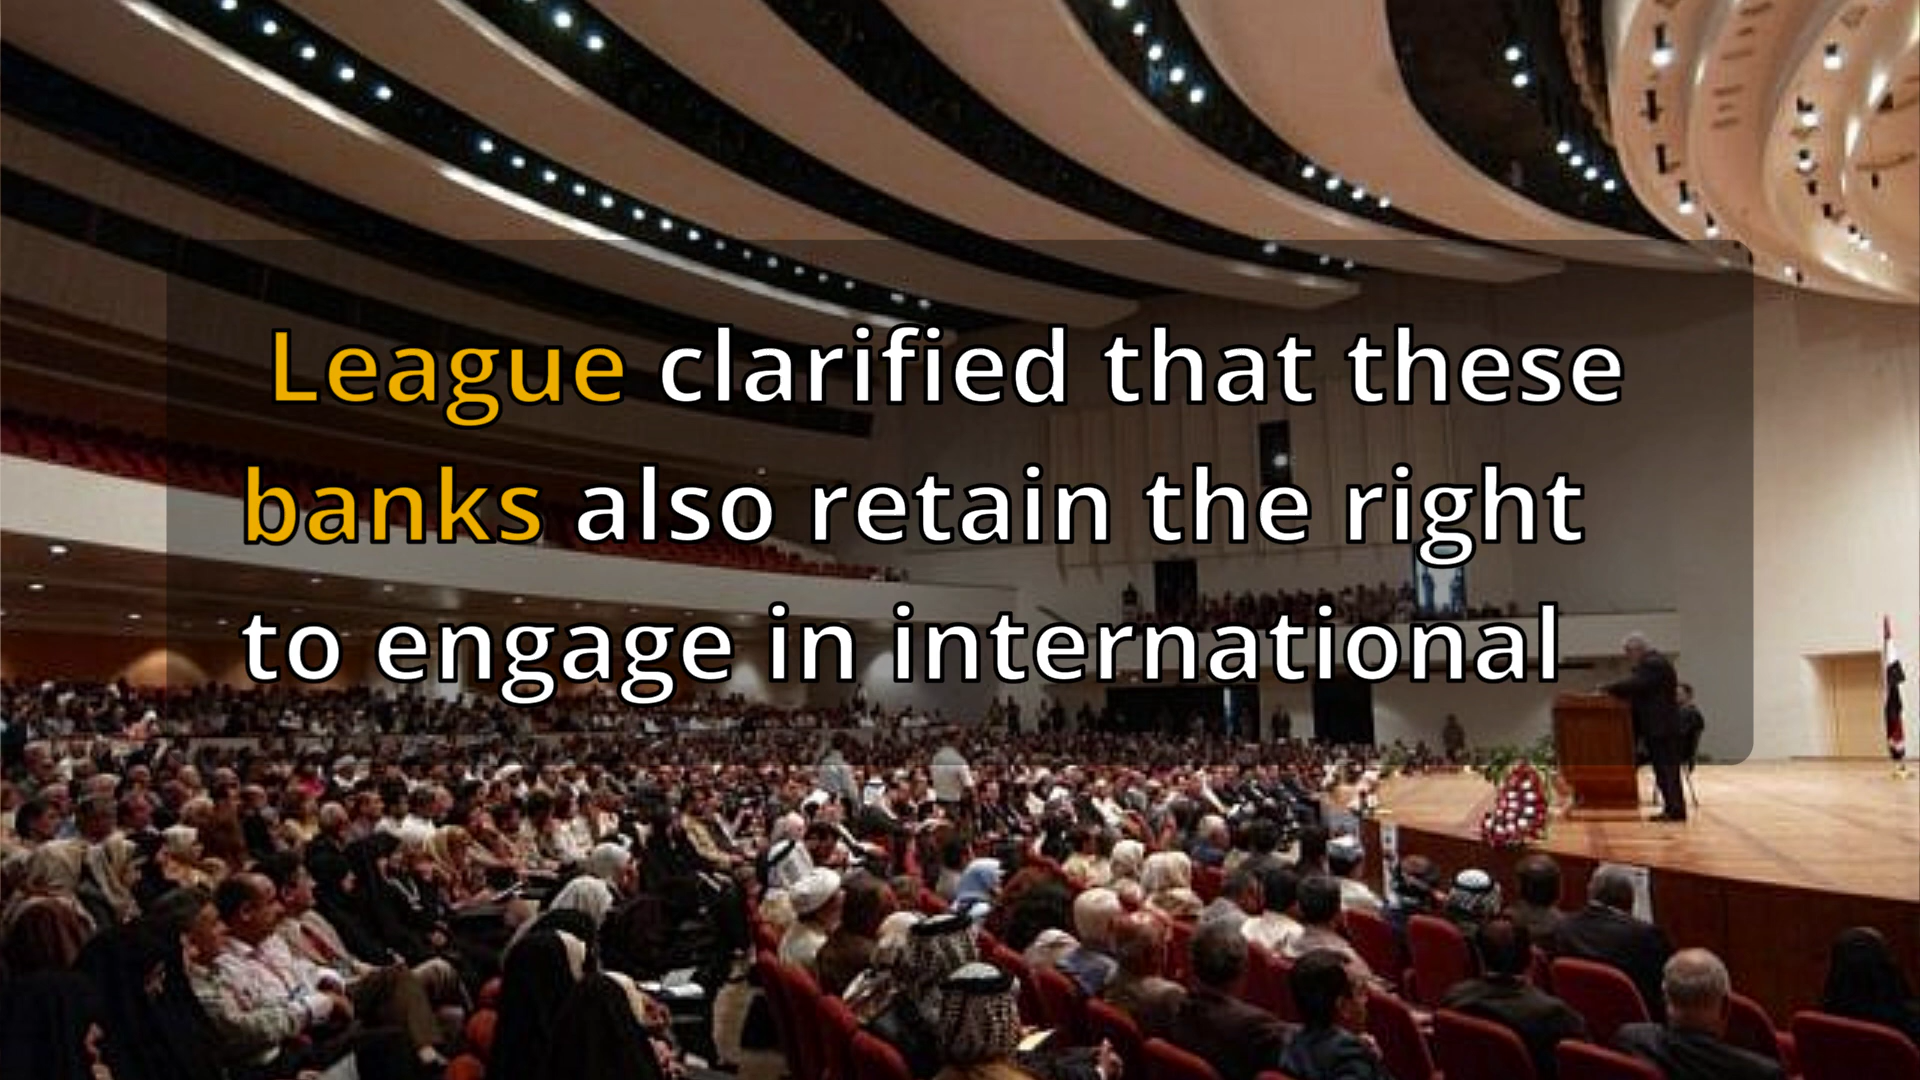 League clarified that these
banks also retain the right
to engage in international